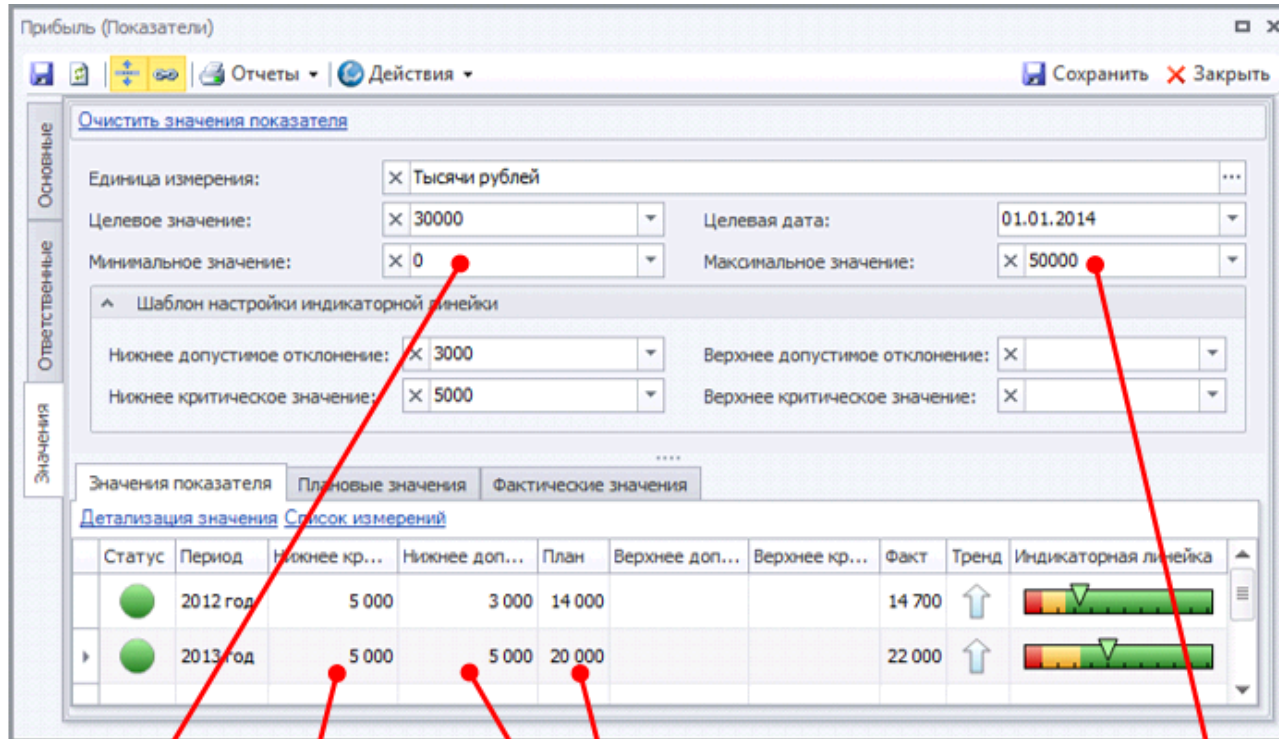 Прибыль (Показатели)
Отчеты Действия Сохранить Закрыть
Основные
Ответственные
Значения
Очистить значения показателя
Единица измерения: Тысячи рублей
Целевое значение: 30000 Целевая дата: 01.01.2014
Минимальное значение: 0 Максимальное значение: 50000
Шаблон настройки индикаторной линейки
Нижнее допустимое отклонение: 3000 Верхнее допустимое отклонение:
Нижнее критическое значение: 5000 Верхнее критическое значение:
Значения показателя Плановые значения Фактические значения
Детализация значения Список измерений
Статус Период Нижнее кр... Нижнее доп... План Верхнее доп... Верхнее кр... Факт Тренд Индикаторная линейка
2012 год 5 000 3 000 14 000 14 700
2013 год 5 000 5 000 20 000 22 000